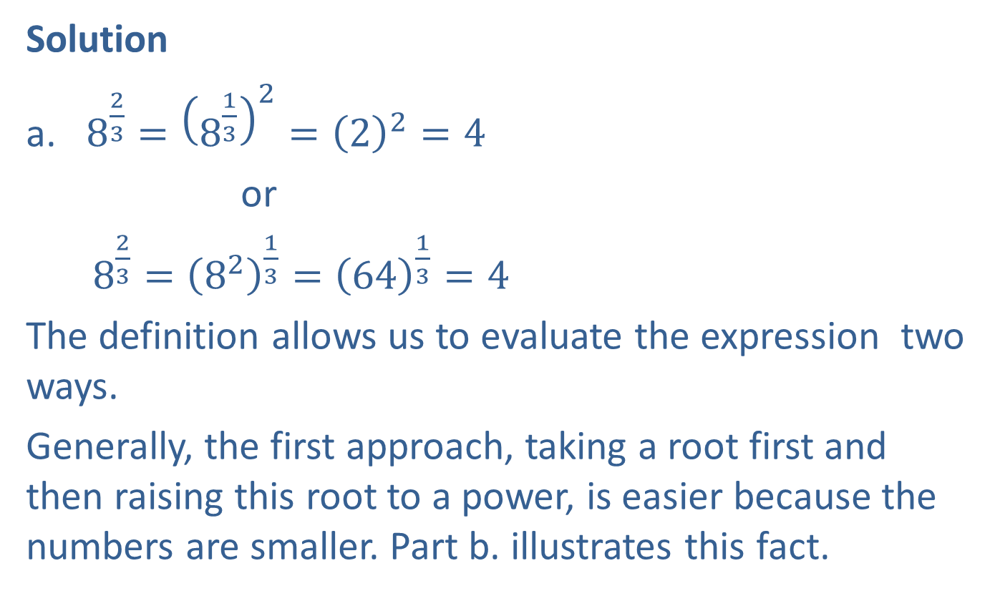 Solution
a. $8^{\frac{2}{3}} = \left(8^{\frac{1}{3}}\right)^2 = (2)^2 = 4$
or
$8^{\frac{2}{3}} = (8^2)^{\frac{1}{3}} = (64)^{\frac{1}{3}} = 4$
The definition allows us to evaluate the expression two
ways.
Generally, the first approach, taking a root first and
then raising this root to a power, is easier because the
numbers are smaller. Part b. illustrates this fact.